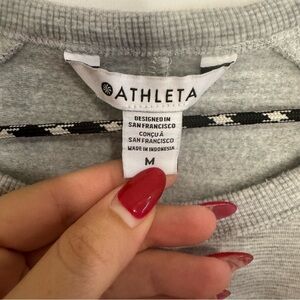 ATHLETA
DESIGNED IN
SAN FRANCISCO
CONÇU À
SAN FRANCISCO
MADE IN INDONESIA
M